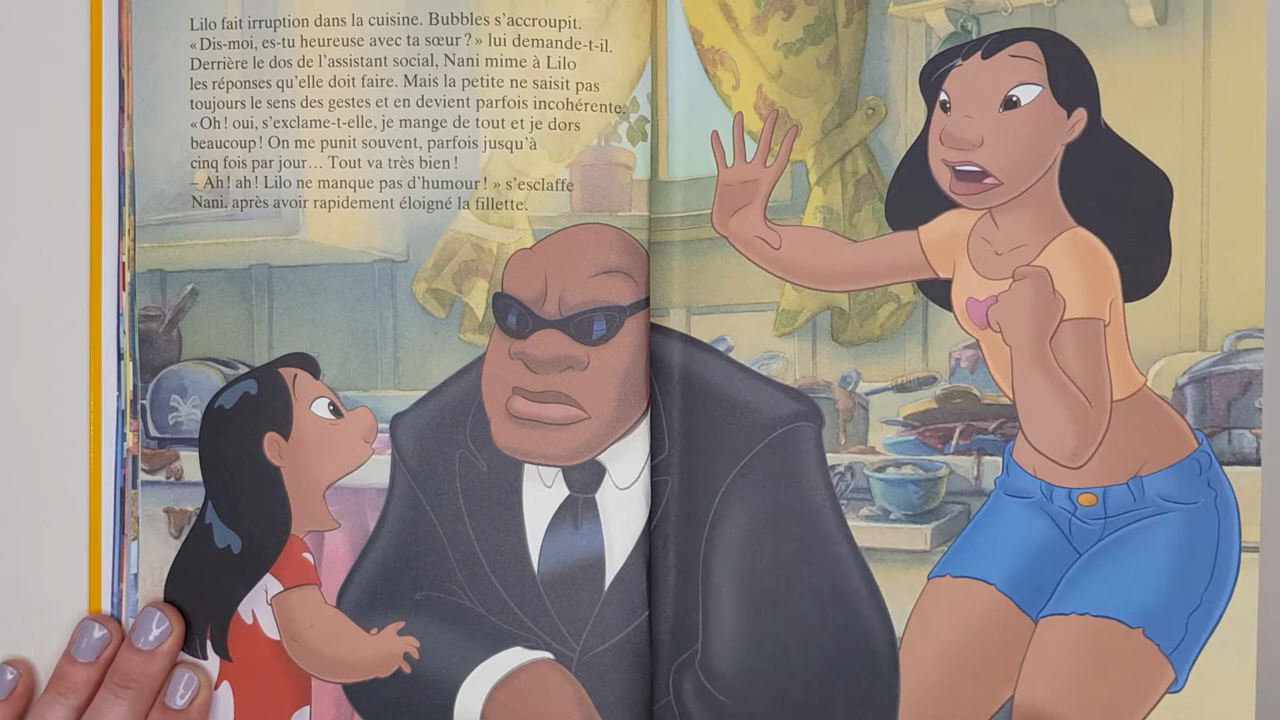 Lilo fait irruption dans la cuisine. Bubbles s'accroupit.
« Dis-moi, es-tu heureuse avec ta sœur ? » lui demande-t-il.
Derrière le dos de l'assistant social, Nani mime à Lilo
les réponses qu'elle doit faire. Mais la petite ne saisit pas
toujours le sens des gestes et en devient parfois incohérente.
« Oh ! oui, s'exclame-t-elle, je mange de tout et je dors
beaucoup ! On me punit souvent, parfois jusqu'à
cinq fois par jour… Tout va très bien !
– Ah ! ah ! Lilo ne manque pas d'humour ! » s'esclaffe
Nani, après avoir rapidement éloigné la fillette.